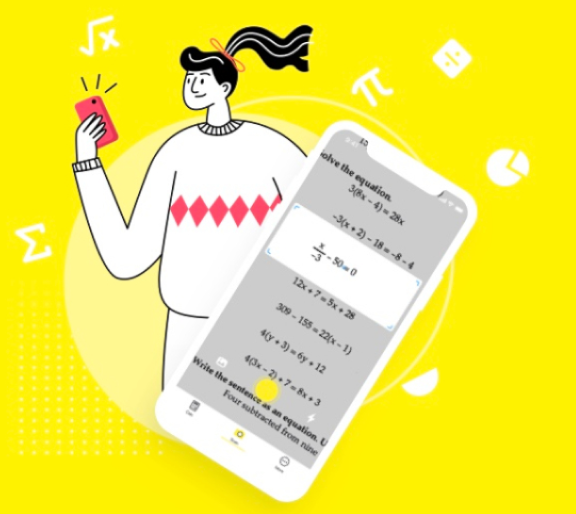 √x
π
÷
Σ
olve the equation.
3(8x − 4) = 28x
−3(x + 2) − 18 = −8 − 4
x/−3 − 50 = 0
12x + 7 = 5x + 28
309 − 155 = 22(x − 1)
4(y + 3) = 6y + 12
4(3x − 2) + 7 = 8x + 3
Write the sentence as an equation. U
Four subtracted from nine